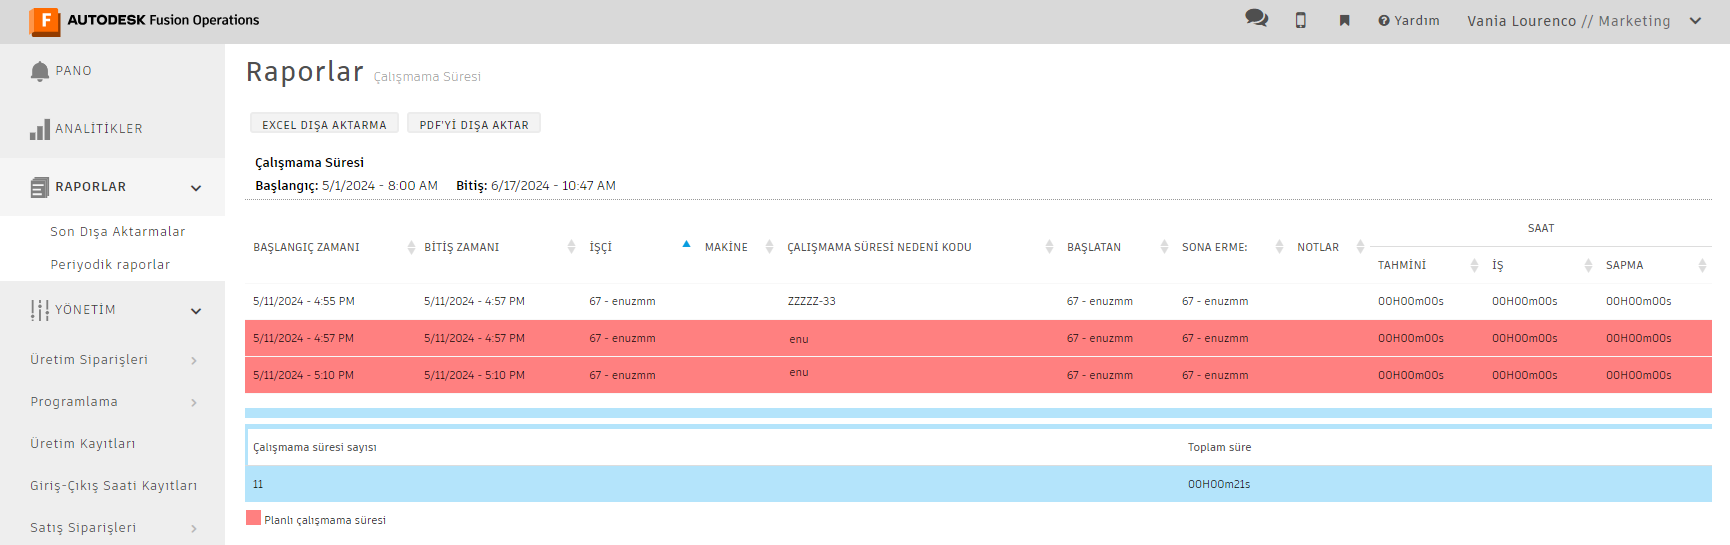 AUTODESK Fusion Operations
Yardım
Vania Lourenco // Marketing
PANO
ANALİTİKLER
RAPORLAR
Son Dışa Aktarmalar
Periyodik raporlar
YÖNETİM
Üretim Siparişleri
Programlama
Üretim Kayıtları
Giriş-Çıkış Saati Kayıtları
Satış Siparişleri
Raporlar Çalışmama Süresi
EXCEL DIŞA AKTARMA PDF'Yİ DIŞA AKTAR
Çalışmama Süresi
Başlangıç: 5/1/2024 - 8:00 AM Bitiş: 6/17/2024 - 10:47 AM
SAAT
BAŞLANGIÇ ZAMANI BİTİŞ ZAMANI İŞÇİ MAKİNE ÇALIŞMAMA SÜRESİ NEDENİ KODU BAŞLATAN SONA ERME: NOTLAR
TAHMİNİ İŞ SAPMA
5/11/2024 - 4:55 PM 5/11/2024 - 4:57 PM 67 - enuzmm ZZZZZ-33 67 - enuzmm 67 - enuzmm 00H00m00s 00H00m00s 00H00m00s
5/11/2024 - 4:57 PM 5/11/2024 - 4:57 PM 67 - enuzmm enu 67 - enuzmm 67 - enuzmm 00H00m00s 00H00m00s 00H00m00s
5/11/2024 - 5:10 PM 5/11/2024 - 5:10 PM 67 - enuzmm enu 67 - enuzmm 67 - enuzmm 00H00m00s 00H00m00s 00H00m00s
Çalışmama süresi sayısı Toplam süre
11 00H00m21s
Planlı çalışmama süresi